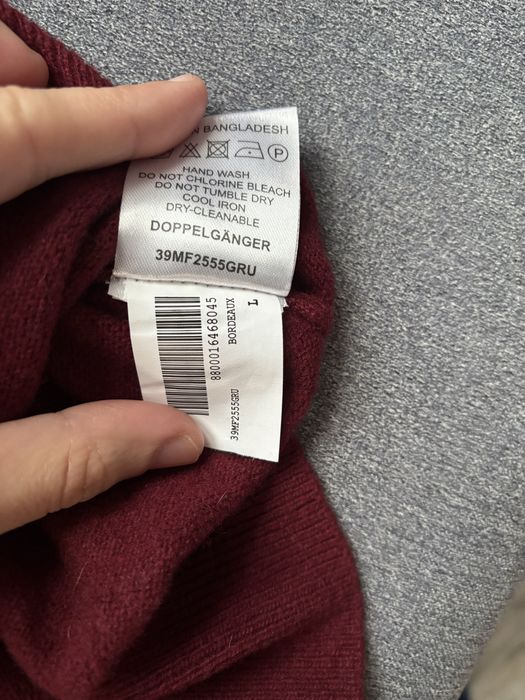 BANGLADESH
P
HAND WASH
DO NOT CHLORINE BLEACH
DO NOT TUMBLE DRY
COOL IRON
DRY-CLEANABLE
DOPPELGÄNGER
39MF2555GRU
8800016468045
BORDEAUX L
39MF2555GRU